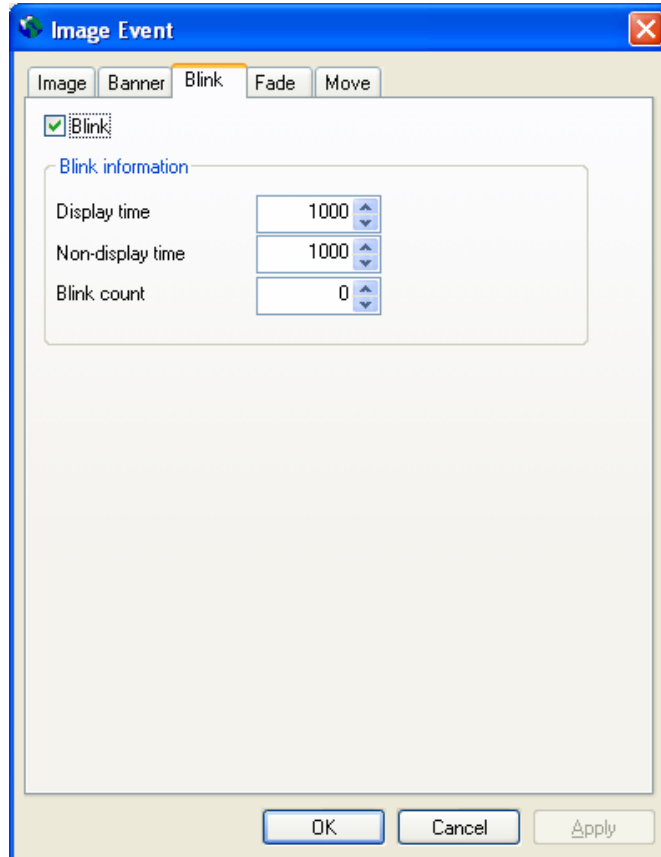 Image Event
Image Banner Blink Fade Move
Blink
Blink information
Display time 1000
Non-display time 1000
Blink count 0
OK Cancel Apply